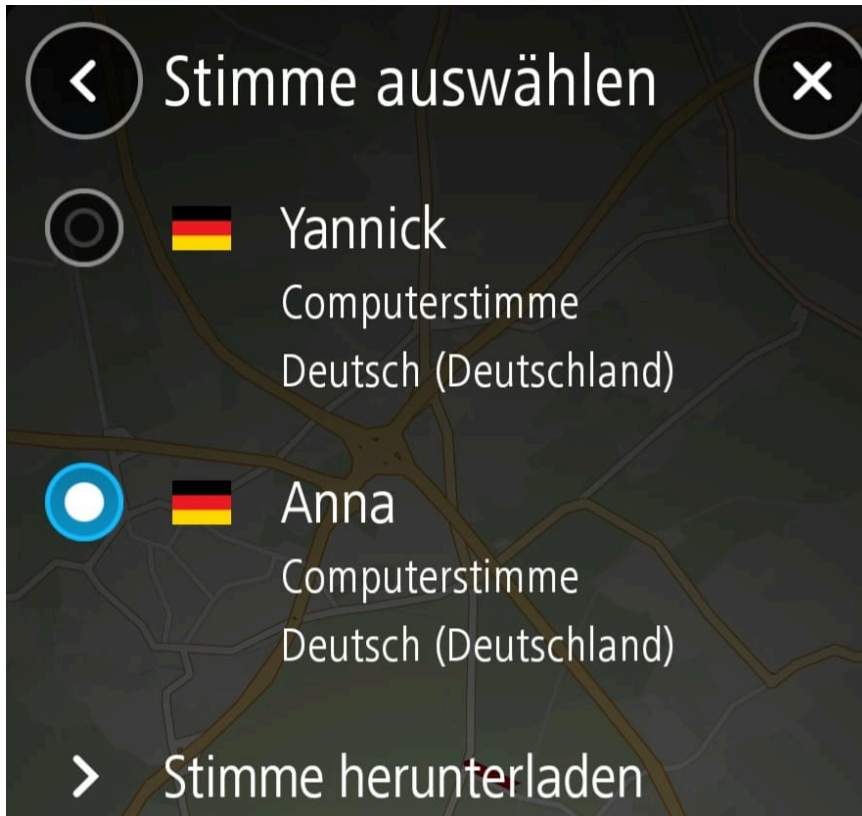 Stimme auswählen
Yannick
Computerstimme
Deutsch (Deutschland)
Anna
Computerstimme
Deutsch (Deutschland)
Stimme herunterladen